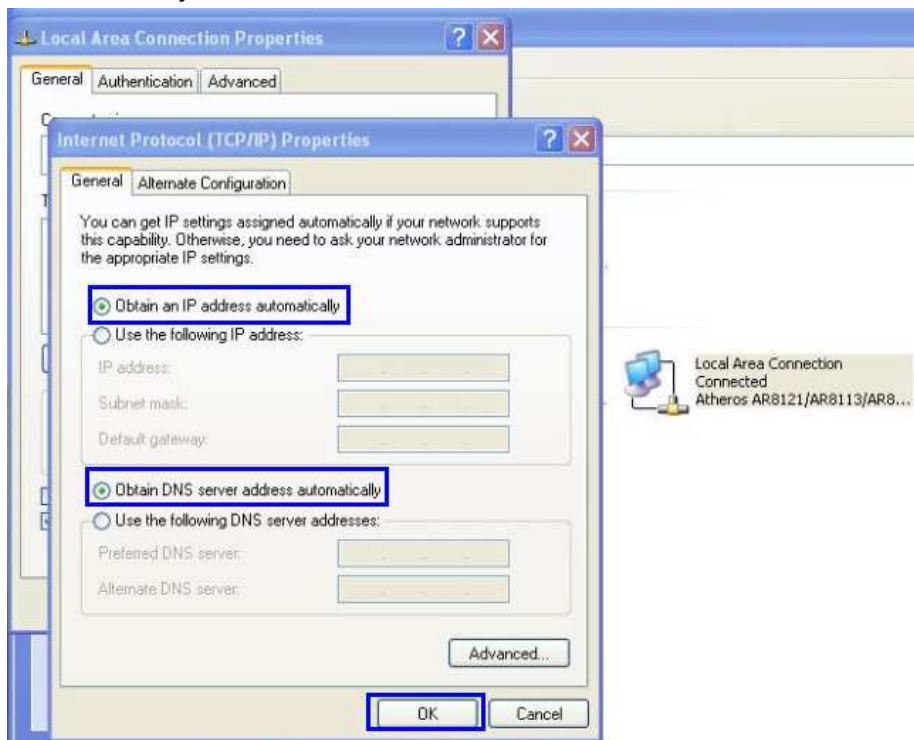 Local Area Connection Properties
General Authentication Advanced
Internet Protocol (TCP/IP) Properties
General Alternate Configuration
You can get IP settings assigned automatically if your network supports
this capability. Otherwise, you need to ask your network administrator for
the appropriate IP settings.
Obtain an IP address automatically
Use the following IP address:
IP address:
Subnet mask:
Default gateway:
Obtain DNS server address automatically
Use the following DNS server addresses:
Preferred DNS server:
Alternate DNS server:
Advanced...
OK Cancel
Local Area Connection
Connected
Atheros AR8121/AR8113/AR8...